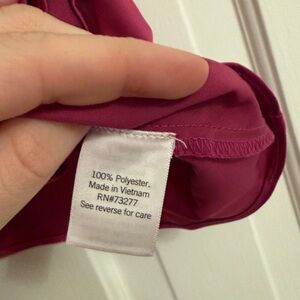 100% Polyester.
Made in Vietnam
RN#73277
See reverse for care